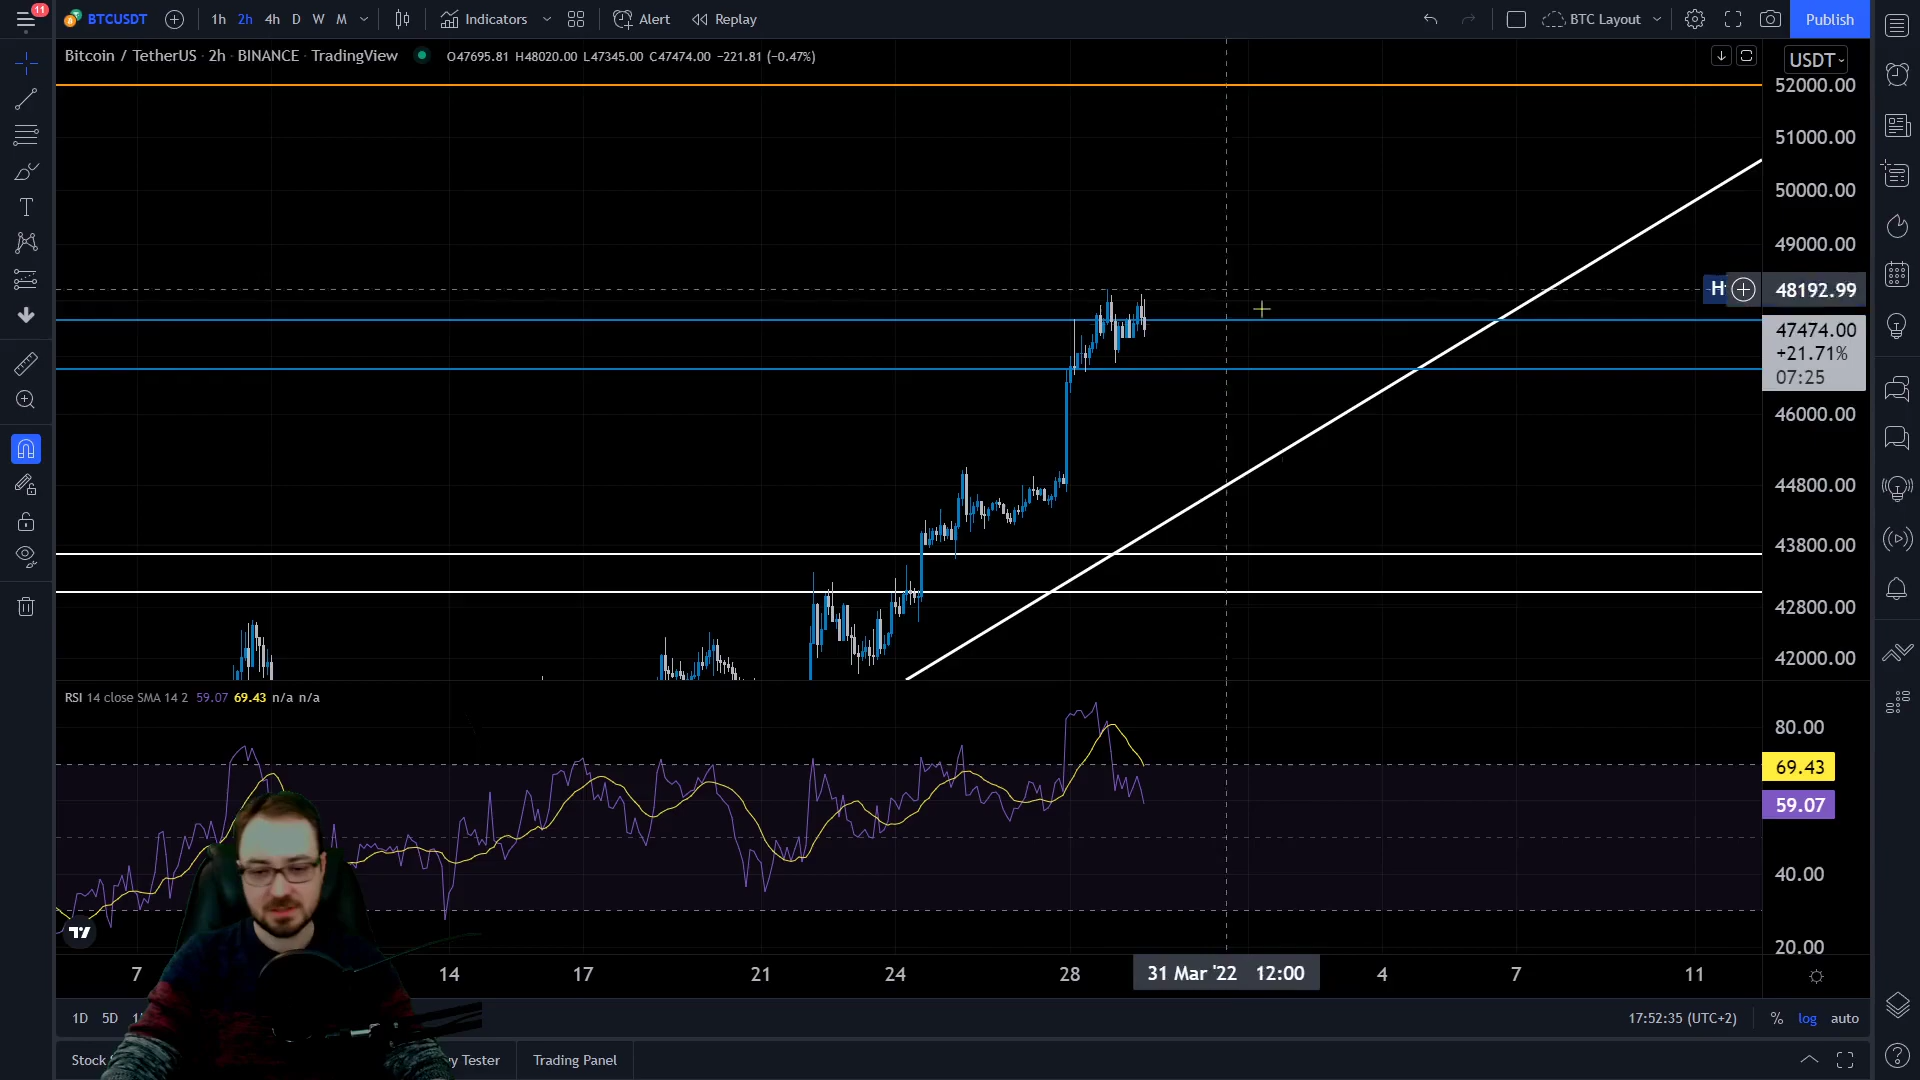 11
BTCUSDT 1h 2h 4h D W M Indicators Alert Replay BTC Layout Publish
Bitcoin / TetherUS · 2h · BINANCE · TradingView O47695.81 H48020.00 L47345.00 C47474.00 −221.81 (−0.47%)
USDT
52000.00
51000.00
50000.00
49000.00
48192.99
47474.00
+21.71%
07:25
46000.00
44800.00
43800.00
42800.00
42000.00
RSI 14 close SMA 14 2 59.07 69.43 n/a n/a
80.00
69.43
59.07
40.00
20.00
7 14 17 21 24 28 31 Mar '22 12:00 4 7 11
1D 5D 17:52:35 (UTC+2) % log auto
Stock Tester Trading Panel